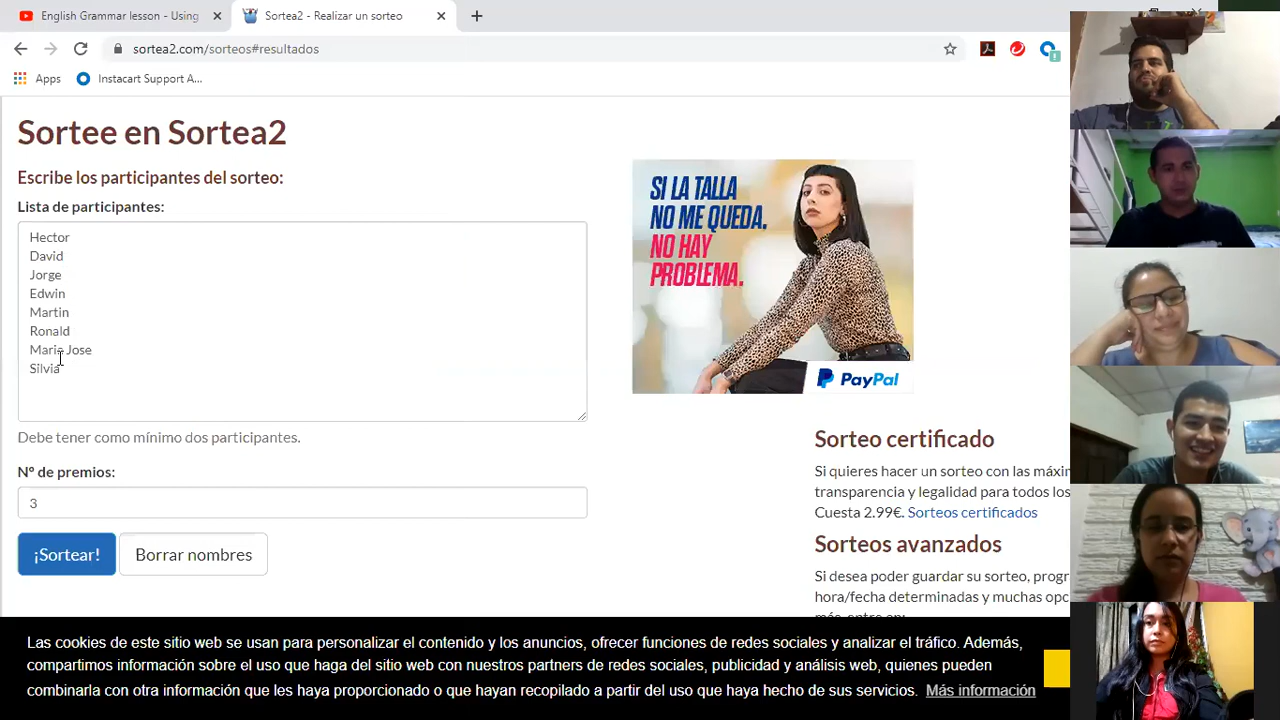 English Grammar lesson - Using
Sortea2 - Realizar un sorteo
sortea2.com/sorteos#resultados
Apps
Instacart Support A...
Sortee en Sortea2
Escribe los participantes del sorteo:
Lista de participantes:
Hector
David
Jorge
Edwin
Martin
Ronald
Maria Jose
Silvia
Debe tener como mínimo dos participantes.
Nº de premios:
3
¡Sortear!
Borrar nombres
SI LA TALLA
NO ME QUEDA.
NO HAY
PROBLEMA.
PayPal
Sorteo certificado
Si quieres hacer un sorteo con las máxim
transparencia y legalidad para todos los
Cuesta 2.99€. Sorteos certificados
Sorteos avanzados
Si desea poder guardar su sorteo, progr
hora/fecha determinadas y muchas opc
más, entre en:
Las cookies de este sitio web se usan para personalizar el contenido y los anuncios, ofrecer funciones de redes sociales y analizar el tráfico. Además,
compartimos información sobre el uso que haga del sitio web con nuestros partners de redes sociales, publicidad y análisis web, quienes pueden
combinarla con otra información que les haya proporcionado o que hayan recopilado a partir del uso que haya hecho de sus servicios. Más información